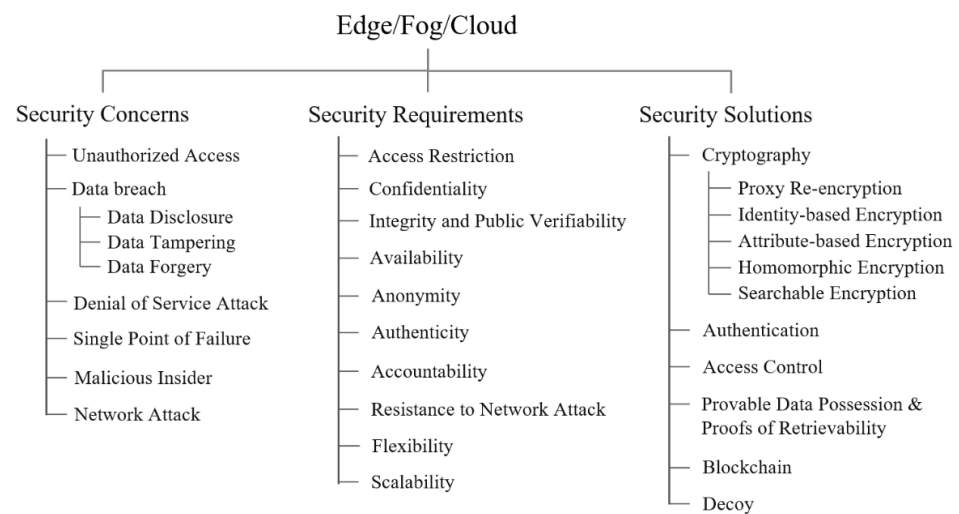 Edge/Fog/Cloud
Security Concerns
Unauthorized Access
Data breach
Data Disclosure
Data Tampering
Data Forgery
Denial of Service Attack
Single Point of Failure
Malicious Insider
Network Attack
Security Requirements
Access Restriction
Confidentiality
Integrity and Public Verifiability
Availability
Anonymity
Authenticity
Accountability
Resistance to Network Attack
Flexibility
Scalability
Security Solutions
Cryptography
Proxy Re-encryption
Identity-based Encryption
Attribute-based Encryption
Homomorphic Encryption
Searchable Encryption
Authentication
Access Control
Provable Data Possession &
Proofs of Retrievability
Blockchain
Decoy